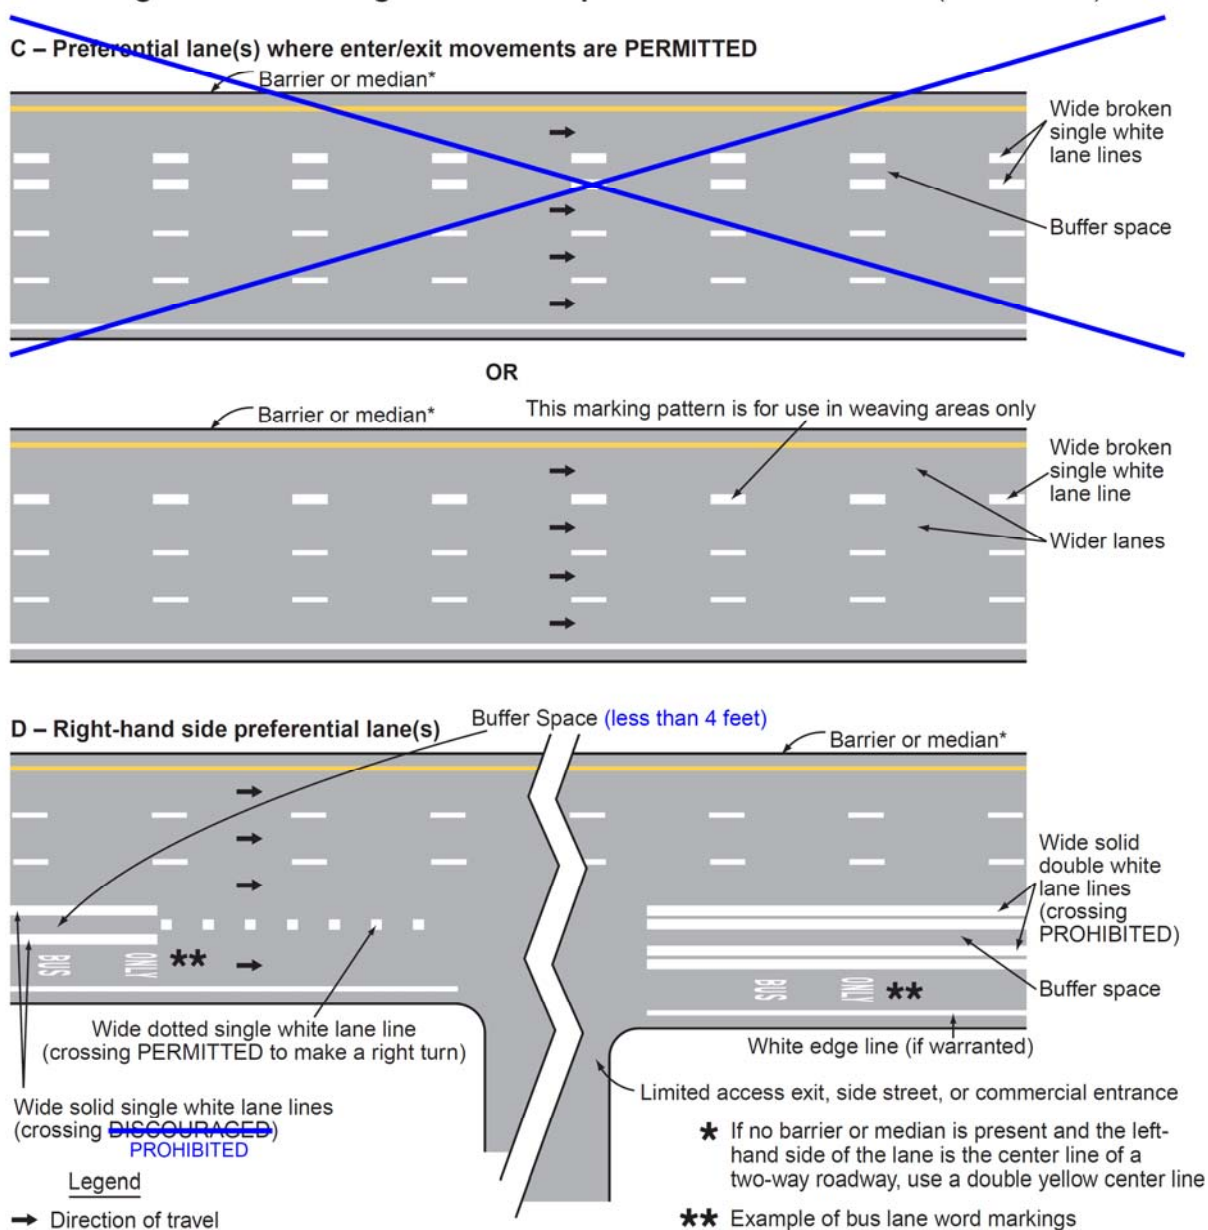 C – Preferential lane(s) where enter/exit movements are PERMITTED
Barrier or median*
Wide broken
single white
lane lines
Buffer space
OR
Barrier or median*
This marking pattern is for use in weaving areas only
Wide broken
single white
lane line
Wider lanes
D – Right-hand side preferential lane(s)
Buffer Space (less than 4 feet)
Barrier or median*
Wide solid
double white
lane lines
(crossing
PROHIBITED)
BUS ONLY **
BUS ONLY **
Buffer space
Wide dotted single white lane line
(crossing PERMITTED to make a right turn)
White edge line (if warranted)
Limited access exit, side street, or commercial entrance
Wide solid single white lane lines
(crossing DISCOURAGED)
PROHIBITED
* If no barrier or median is present and the left-
hand side of the lane is the center line of a
two-way roadway, use a double yellow center line
Legend
→ Direction of travel
** Example of bus lane word markings